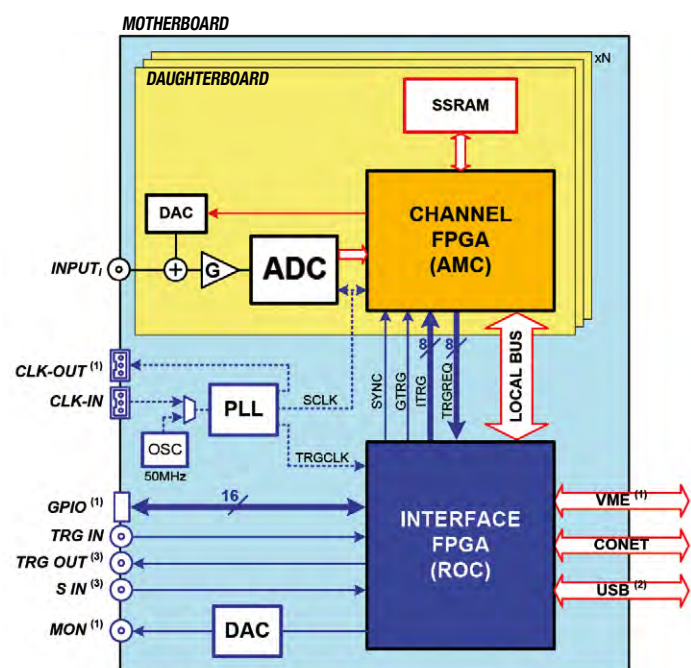 MOTHERBOARD
xN
DAUGHTERBOARD
SSRAM
DAC
CHANNEL
FPGA
(AMC)
INPUTi
+
G
ADC
CLK-OUT (1)
CLK-IN
PLL
SCLK
OSC
50MHz
TRGCLK
SYNC
GTRG
ITRG
8
TRGREQ
8
LOCAL BUS
GPIO (1)
16
INTERFACE
FPGA
(ROC)
VME (1)
TRG IN
TRG OUT (3)
CONET
S IN (3)
USB (2)
MON (1)
DAC